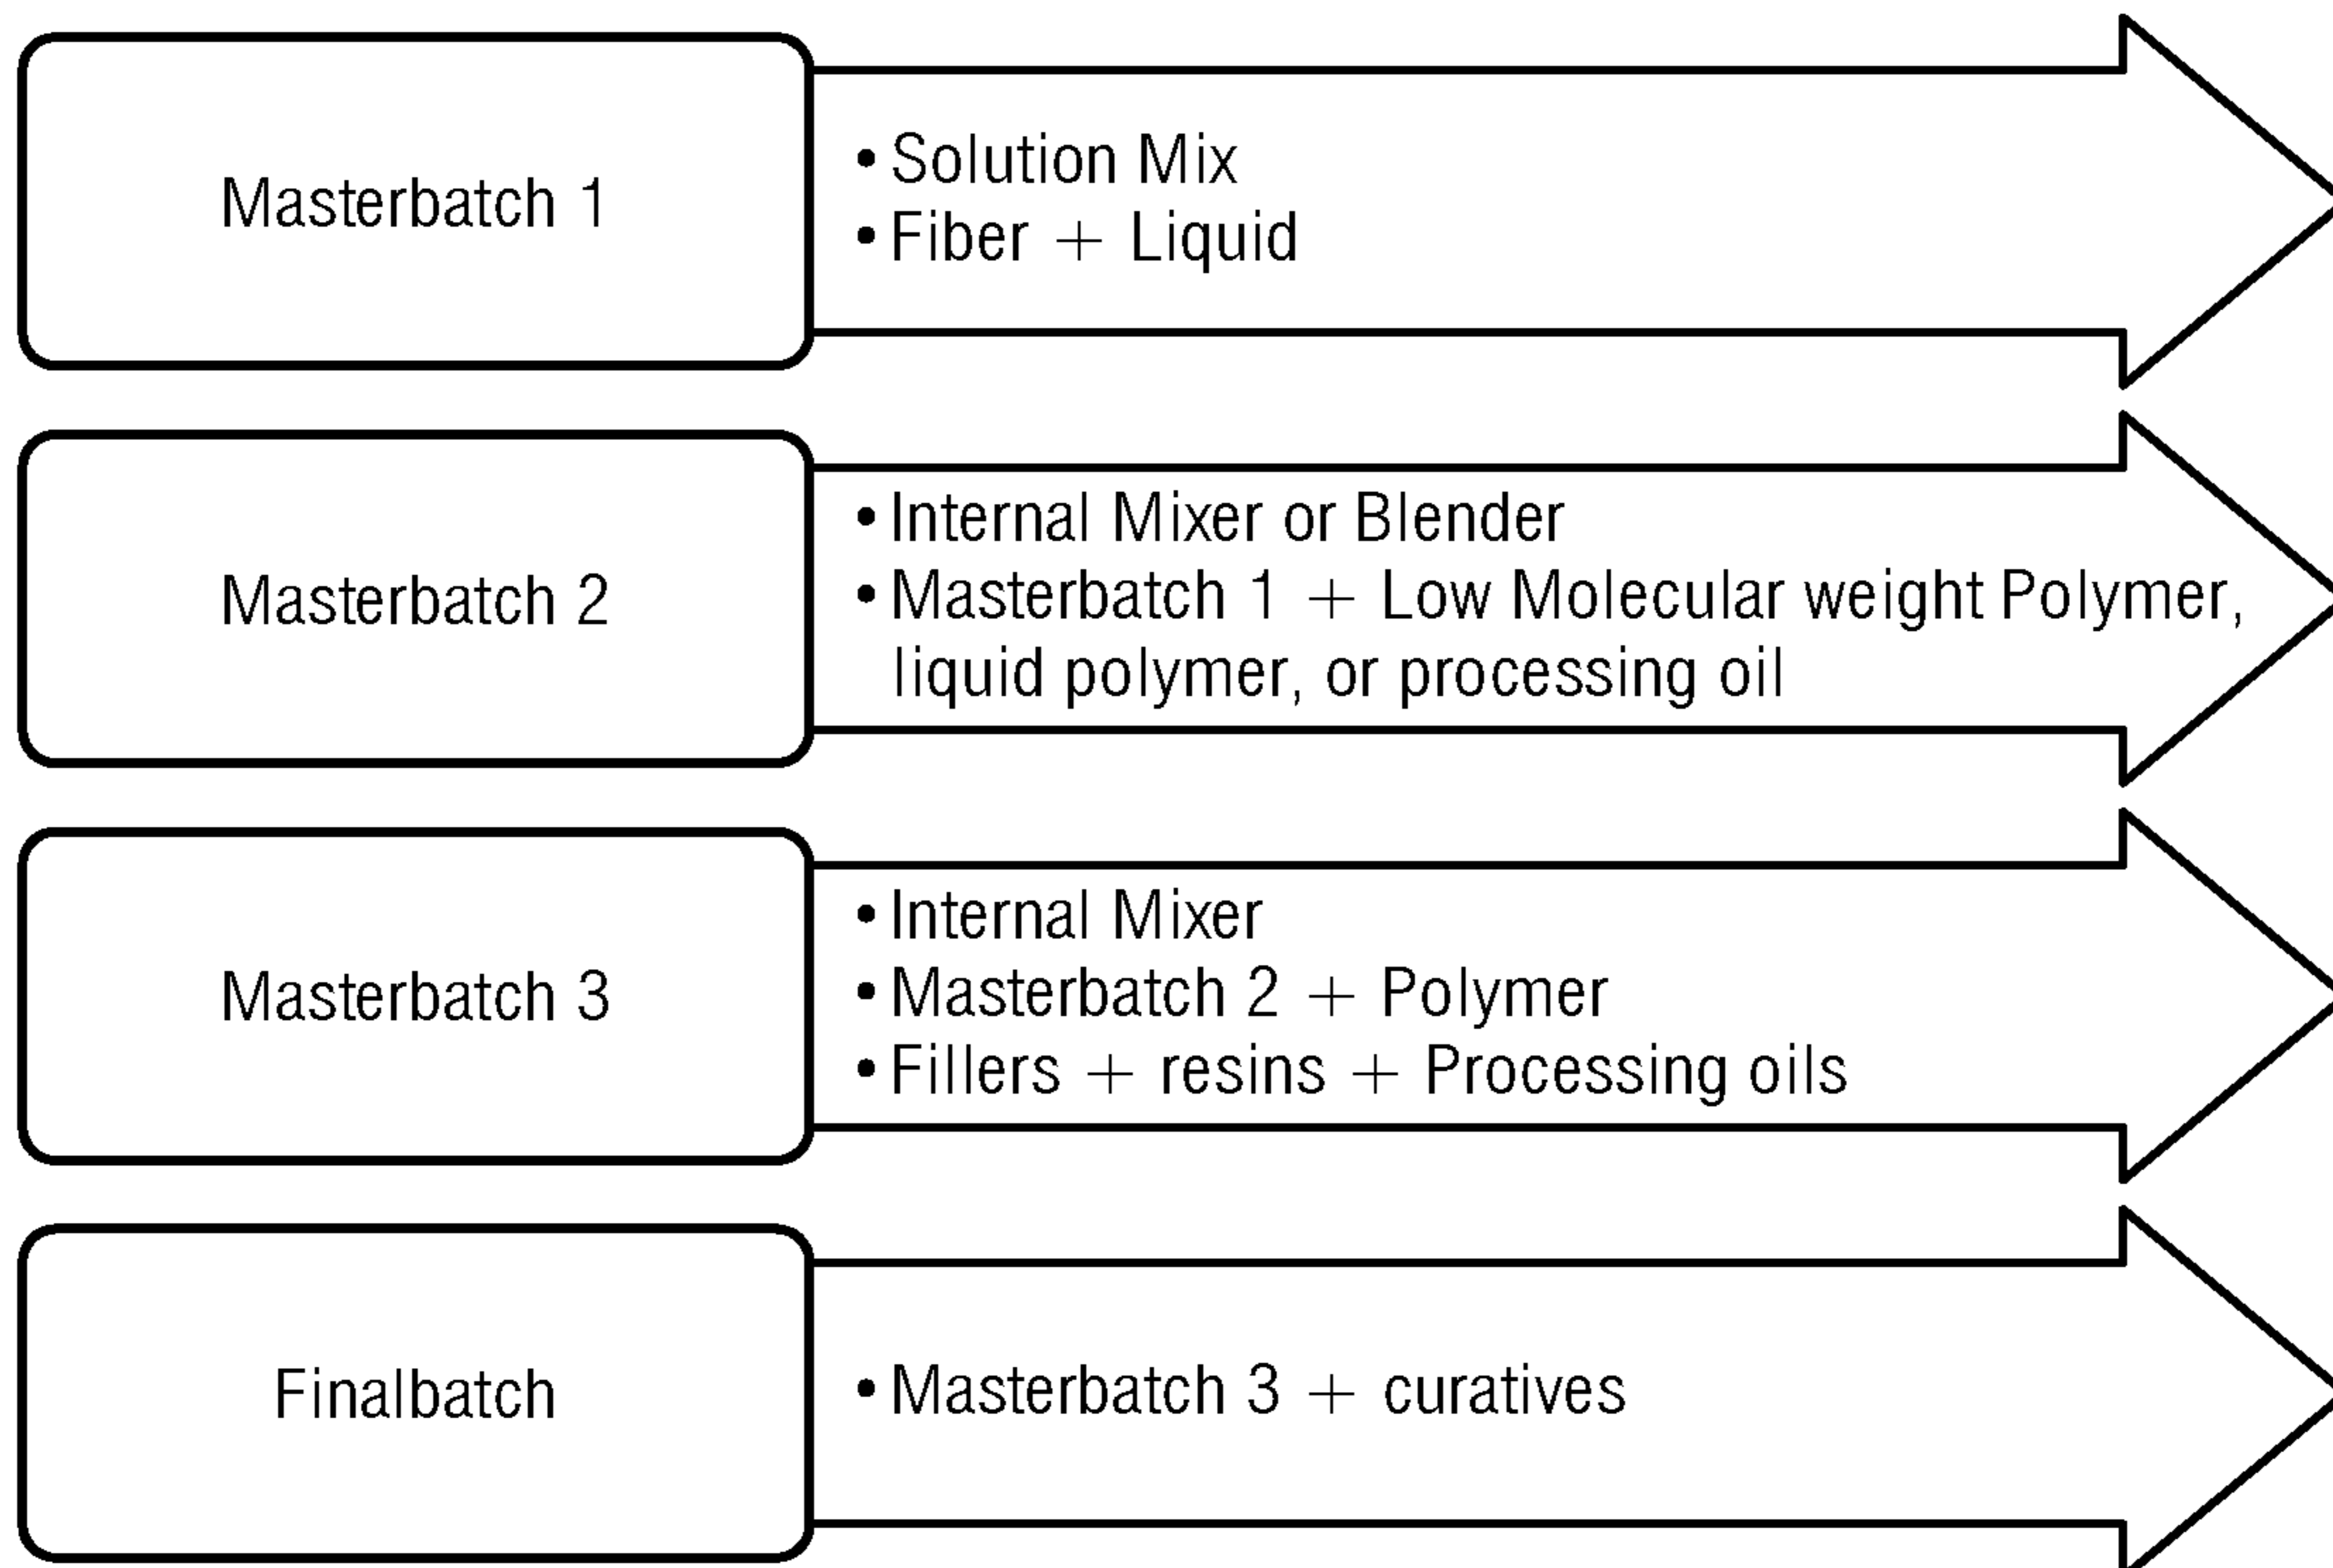 Masterbatch 1
• Solution Mix
• Fiber + Liquid
Masterbatch 2
• Internal Mixer or Blender
• Masterbatch 1 + Low Molecular weight Polymer,
liquid polymer, or processing oil
Masterbatch 3
• Internal Mixer
• Masterbatch 2 + Polymer
• Fillers + resins + Processing oils
Finalbatch
• Masterbatch 3 + curatives